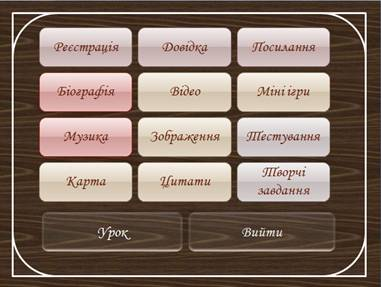 Реєстрація Довідка Посилання
Біографія Відео Міні ігри
Музика Зображення Тестування
Карта Цитати Творчі
завдання
Урок Вийти